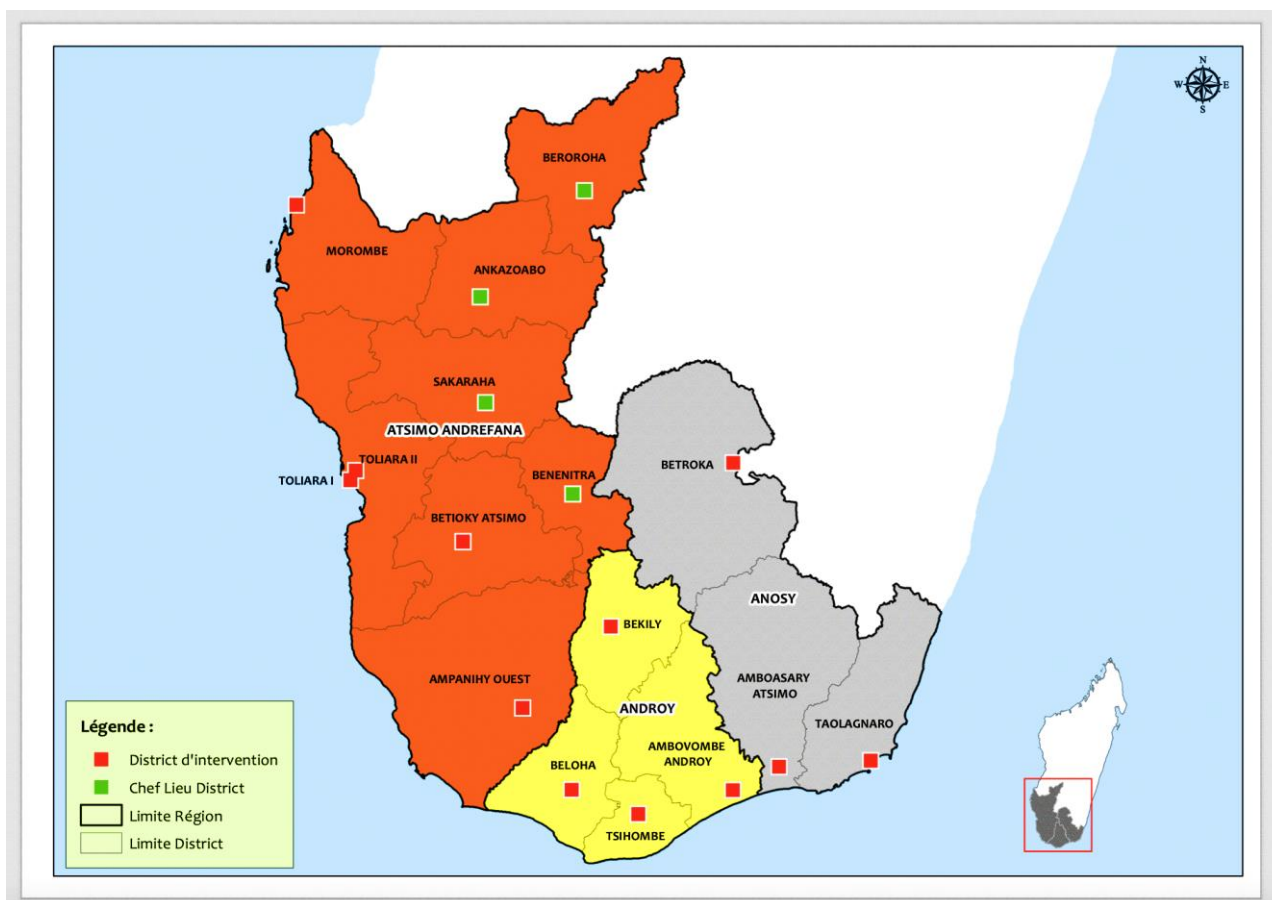 N
W
E
S
BEROROHA
MOROMBE
ANKAZOABO
SAKARAHA
ATSIMO ANDREFANA
TOLIARA II
TOLIARA I
BENENITRA
BETROKA
BETIOKY ATSIMO
ANOSY
BEKILY
AMPANIHY OUEST
AMBOASARY
ATSIMO
ANDROY
TAOLAGNARO
AMBOVOMBE
ANDROY
BELOHA
TSIHOMBE
Légende :
District d'intervention
Chef Lieu District
Limite Région
Limite District